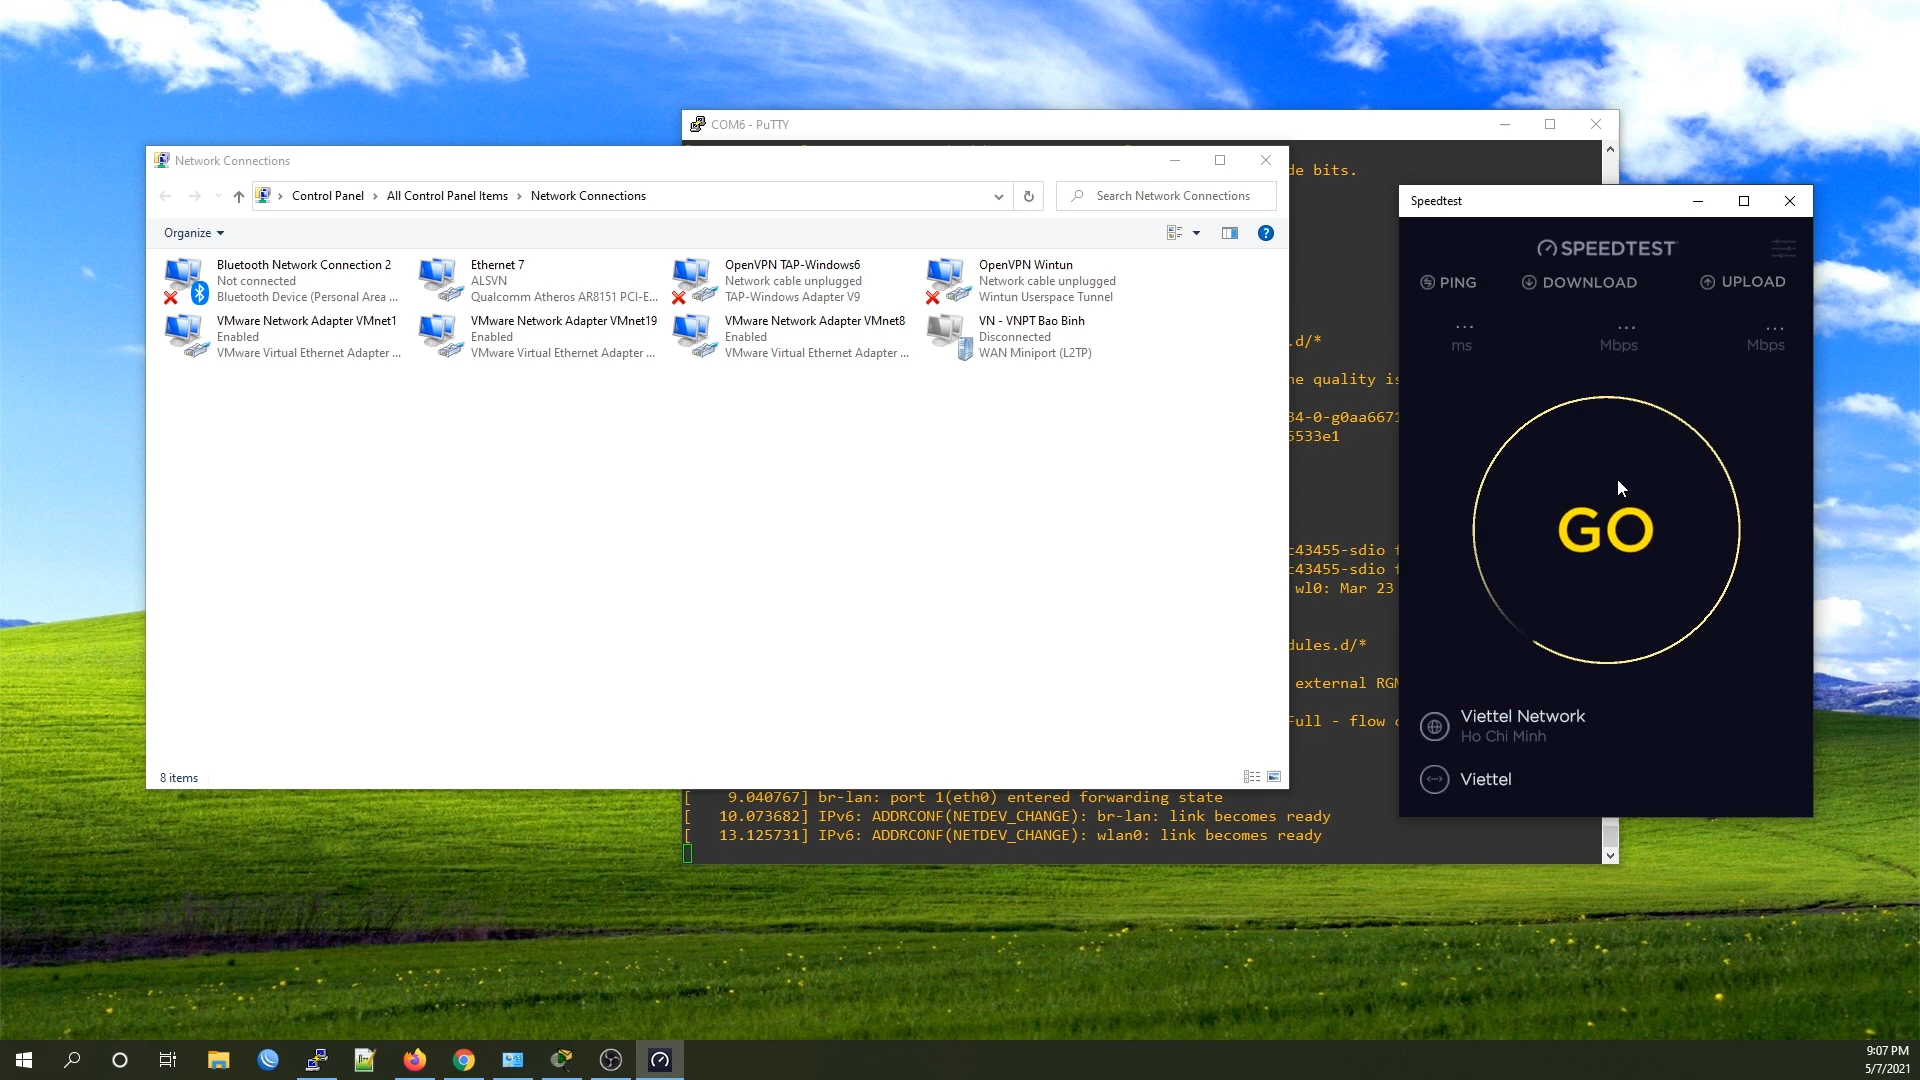 COM6 - PuTTY
de bits.
.d/*
ne quality is
34-0-g0aa6671
5533e1
c43455-sdio f
c43455-sdio f
wl0: Mar 23
dules.d/*
external RGM
Full - flow c
[    9.040767] br-lan: port 1(eth0) entered forwarding state
[   10.073682] IPv6: ADDRCONF(NETDEV_CHANGE): br-lan: link becomes ready
[   13.125731] IPv6: ADDRCONF(NETDEV_CHANGE): wlan0: link becomes ready
Network Connections
Control Panel > All Control Panel Items > Network Connections
Search Network Connections
Organize
Bluetooth Network Connection 2
Not connected
Bluetooth Device (Personal Area ...
Ethernet 7
ALSVN
Qualcomm Atheros AR8151 PCI-E...
OpenVPN TAP-Windows6
Network cable unplugged
TAP-Windows Adapter V9
OpenVPN Wintun
Network cable unplugged
Wintun Userspace Tunnel
VMware Network Adapter VMnet1
Enabled
VMware Virtual Ethernet Adapter ...
VMware Network Adapter VMnet19
Enabled
VMware Virtual Ethernet Adapter ...
VMware Network Adapter VMnet8
Enabled
VMware Virtual Ethernet Adapter ...
VN - VNPT Bao Binh
Disconnected
WAN Miniport (L2TP)
8 items
Speedtest
SPEEDTEST
PING DOWNLOAD UPLOAD
... ... ...
ms Mbps Mbps
GO
Viettel Network
Ho Chi Minh
Viettel
9:07 PM
5/7/2021